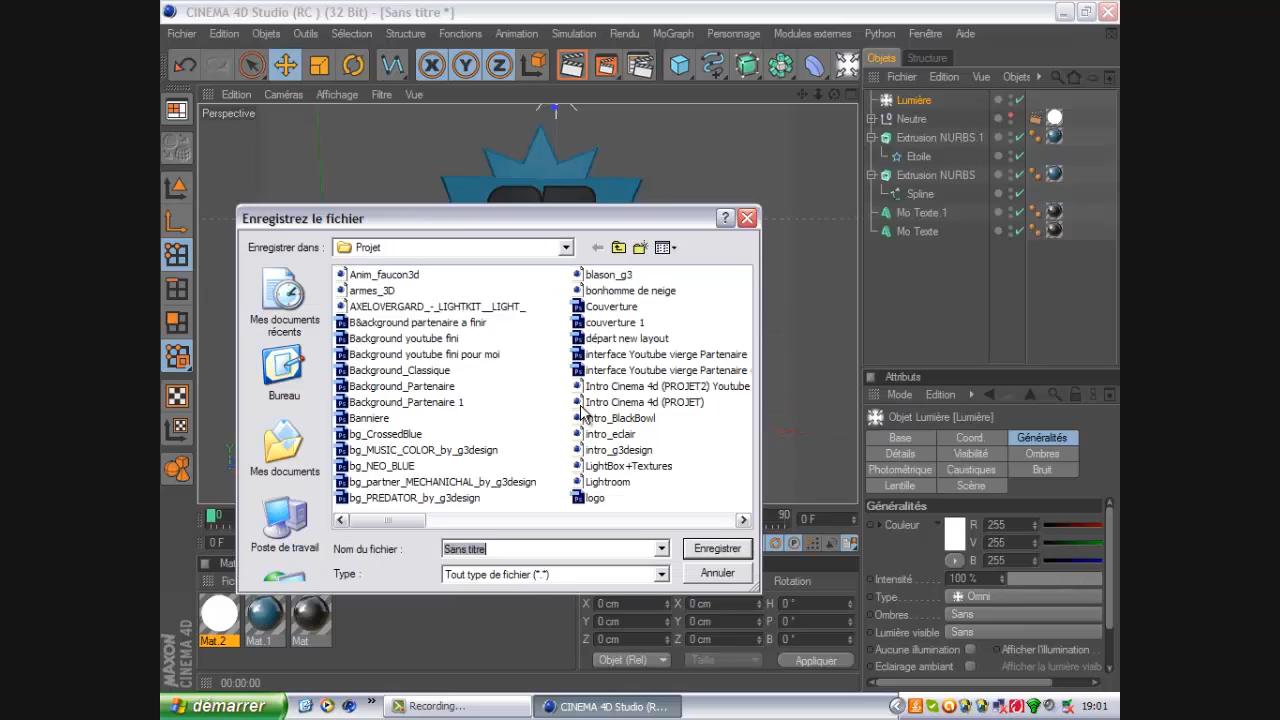 CINEMA 4D Studio (RC ) (32 Bit) - [Sans titre *]
Fichier Edition Objets Outils Sélection Structure Fonctions Animation Simulation Rendu MoGraph Personnage Modules externes Python Fenêtre Aide
Objets Structure
Fichier Edition Vue Objets
Edition Caméras Affichage Filtre Vue
Perspective
Lumière
Neutre
Extrusion NURBS 1
Etoile
Extrusion NURBS
Spline
Mo Texte.1
Mo Texte
Enregistrez le fichier
Enregistrer dans :
Projet
Mes documents récents
Bureau
Mes documents
Poste de travail
Anim_faucon3d
armes_3D
AXELOVERGARD_-_LIGHTKIT__LIGHT_
B&ackground partenaire a finir
Background youtube fini
Background youtube fini pour moi
Background_Classique
Background_Partenaire
Background_Partenaire 1
Banniere
bg_CrossedBlue
bg_MUSIC_COLOR_by_g3design
bg_NEO_BLUE
bg_partner_MECHANICHAL_by_g3design
bg_PREDATOR_by_g3design
blason_g3
bonhomme de neige
Couverture
couverture 1
départ new layout
interface Youtube vierge Partenaire
interface Youtube vierge Partenaire
Intro Cinema 4d (PROJET2) Youtube
Intro Cinema 4d (PROJET)
intro_BlackBowl
intro_eclair
intro_g3design
LightBox+Textures
Lightroom
logo
Nom du fichier :
Sans titre
Enregistrer
Type :
Tout type de fichier (*.*)
Annuler
Attributs
Mode Edition
Objet Lumière [Lumière]
Base Coord. Généralités
Détails Visibilité Ombres
Photométrique Caustiques Bruit
Lentille Scène
Généralités
Couleur R 255
V 255
B 255
Intensité 100 %
Type Omni
Ombres: Sans
Lumière visible Sans
Aucune illumination Afficher l'illumination
Eclairage ambiant Afficher la lumière visib
0 90 0 F
0 F
Mat.2 Mat.1 Mat
Rotation
X 0 cm X 0 cm H 0 °
Y 0 cm Y 0 cm P 0 °
Z 0 cm Z 0 cm B 0 °
Objet (Rel) Taille Appliquer
MAXON
CINEMA 4D
00:00:00
démarrer
Recording...
CINEMA 4D Studio (R...
19:01